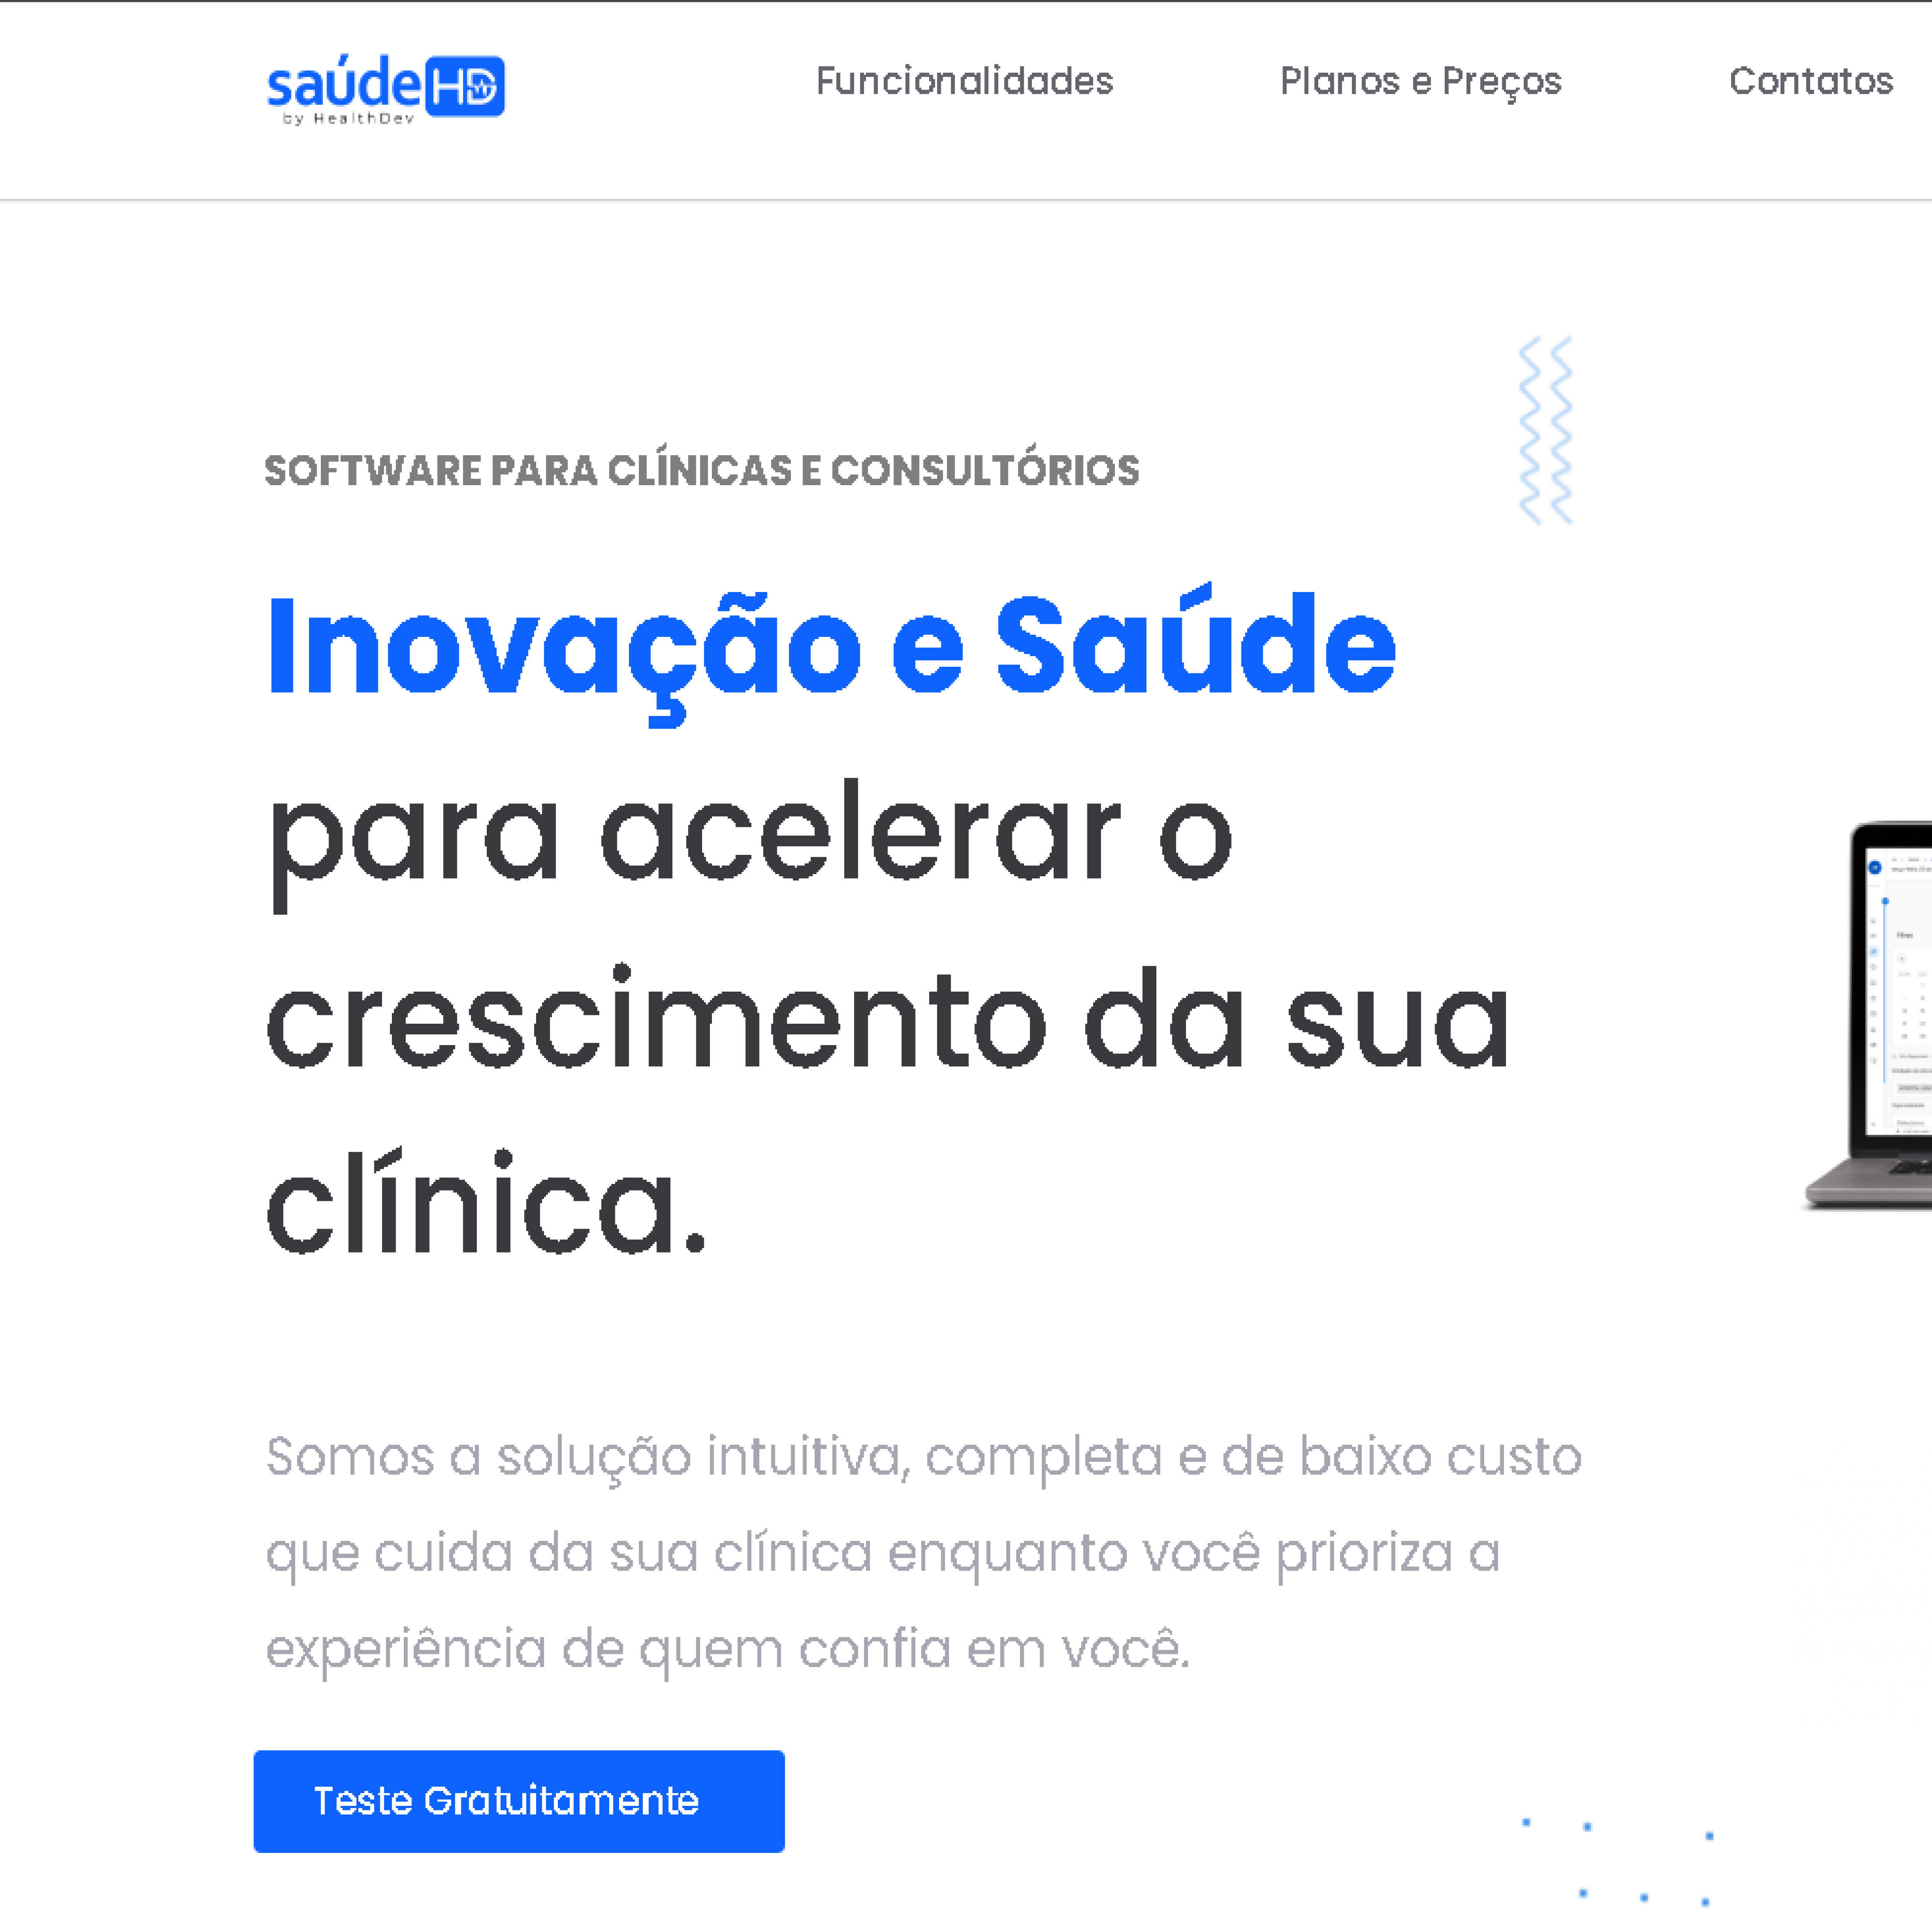 saúdeHD
by HealthDev
Funcionalidades
Planos e Preços
Contatos
SOFTWARE PARA CLÍNICAS E CONSULTÓRIOS
Inovação e Saúde
para acelerar o
crescimento da sua
clínica.
Somos a solução intuitiva, completa e de baixo custo
que cuida da sua clínica enquanto você prioriza a
experiência de quem confia em você.
Teste Gratuitamente